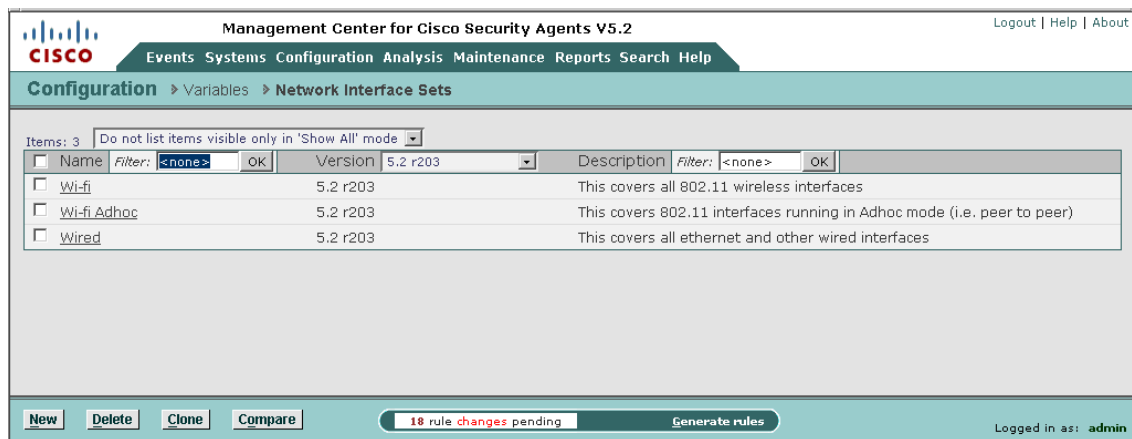 Management Center for Cisco Security Agents V5.2
Logout | Help | About
CISCO
Events Systems Configuration Analysis Maintenance Reports Search Help
Configuration > Variables > Network Interface Sets
Items: 3 Do not list items visible only in 'Show All' mode
Name Filter: <none> OK Version 5.2 r203 Description Filter: <none> OK
Wi-fi 5.2 r203 This covers all 802.11 wireless interfaces
Wi-fi Adhoc 5.2 r203 This covers 802.11 interfaces running in Adhoc mode (i.e. peer to peer)
Wired 5.2 r203 This covers all ethernet and other wired interfaces
New Delete Clone Compare 18 rule changes pending Generate rules
Logged in as: admin